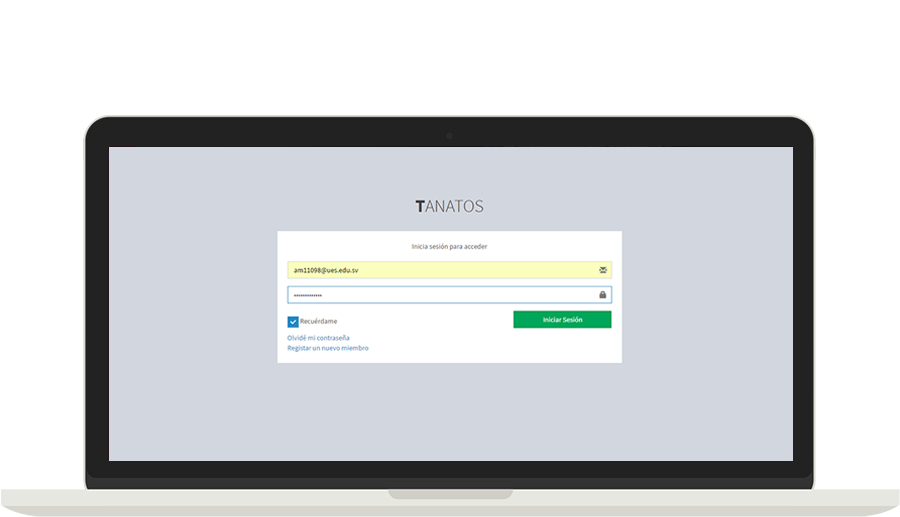 TANATOS
Inicia sesión para acceder
am11098@ues.edu.sv
Recuérdame
Iniciar Sesión
Olvidé mi contraseña
Registar un nuevo miembro